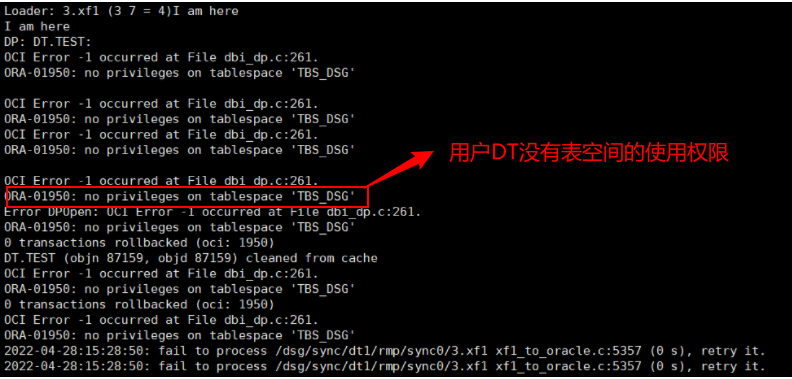 Loader: 3.xf1 (3 7 = 4)I am here
I am here
DP: DT.TEST:
OCI Error -1 occurred at File dbi_dp.c:261.
ORA-01950: no privileges on tablespace 'TBS_DSG'
OCI Error -1 occurred at File dbi_dp.c:261.
ORA-01950: no privileges on tablespace 'TBS_DSG'
OCI Error -1 occurred at File dbi_dp.c:261.
ORA-01950: no privileges on tablespace 'TBS_DSG'
用户DT没有表空间的使用权限
OCI Error -1 occurred at File dbi_dp.c:261.
ORA-01950: no privileges on tablespace 'TBS_DSG'
Error DPOpen: OCI Error -1 occurred at File dbi_dp.c:261.
ORA-01950: no privileges on tablespace 'TBS_DSG'
0 transactions rollbacked (oci: 1950)
DT.TEST (objn 87159, objd 87159) cleaned from cache
OCI Error -1 occurred at File dbi_dp.c:261.
ORA-01950: no privileges on tablespace 'TBS_DSG'
0 transactions rollbacked (oci: 1950)
OCI Error -1 occurred at File dbi_dp.c:261.
ORA-01950: no privileges on tablespace 'TBS_DSG'
2022-04-28:15:28:50: fail to process /dsg/sync/dt1/rmp/sync0/3.xf1 xf1_to_oracle.c:5357 (0 s), retry it.
2022-04-28:15:28:50: fail to process /dsg/sync/dt1/rmp/sync0/3.xf1 xf1_to_oracle.c:5357 (0 s), retry it.